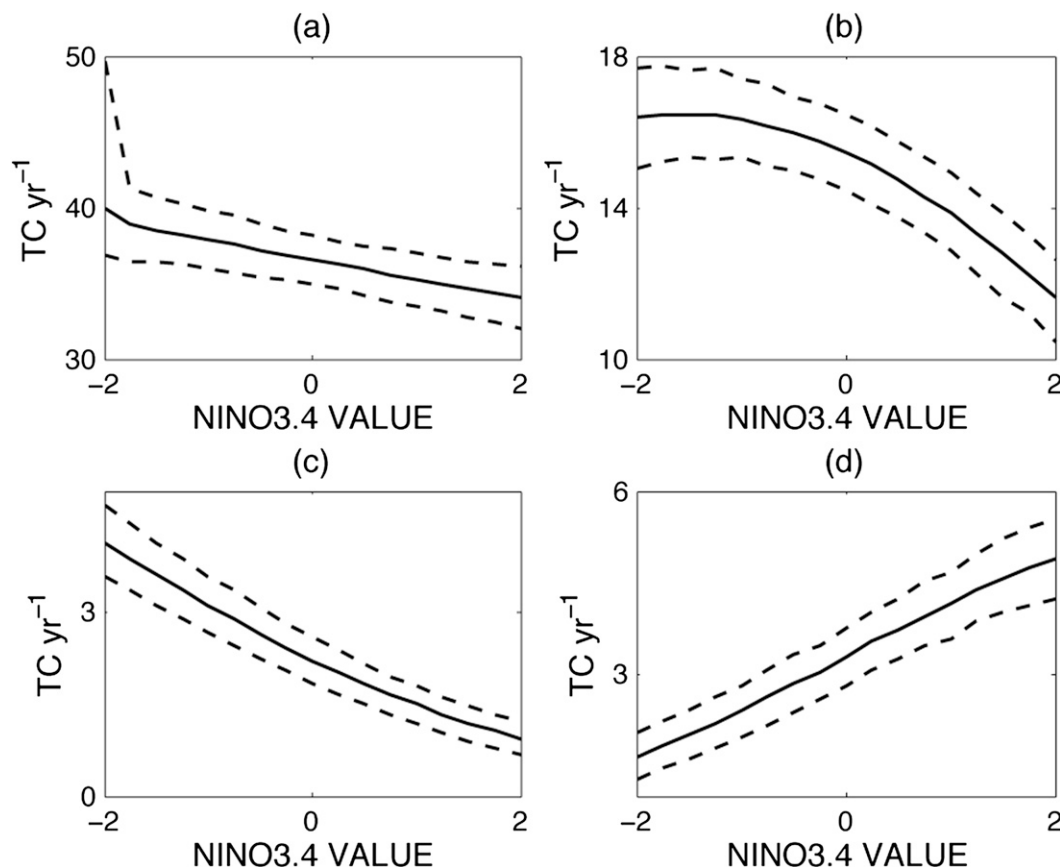 (a)
50
40
30
TC yr⁻¹
−2
0
2
NINO3.4 VALUE
(b)
18
14
10
TC yr⁻¹
−2
0
2
NINO3.4 VALUE
(c)
3
0
TC yr⁻¹
−2
0
2
NINO3.4 VALUE
(d)
6
3
TC yr⁻¹
−2
0
2
NINO3.4 VALUE